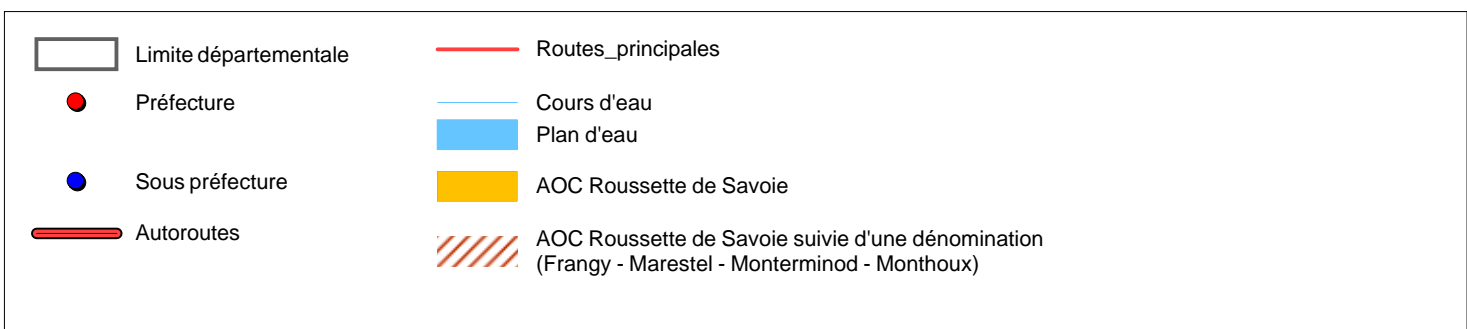 Limite départementale
Préfecture
Sous préfecture
Autoroutes
Routes_principales
Cours d'eau
Plan d'eau
AOC Roussette de Savoie
AOC Roussette de Savoie suivie d'une dénomination
(Frangy - Marestel - Monterminod - Monthoux)